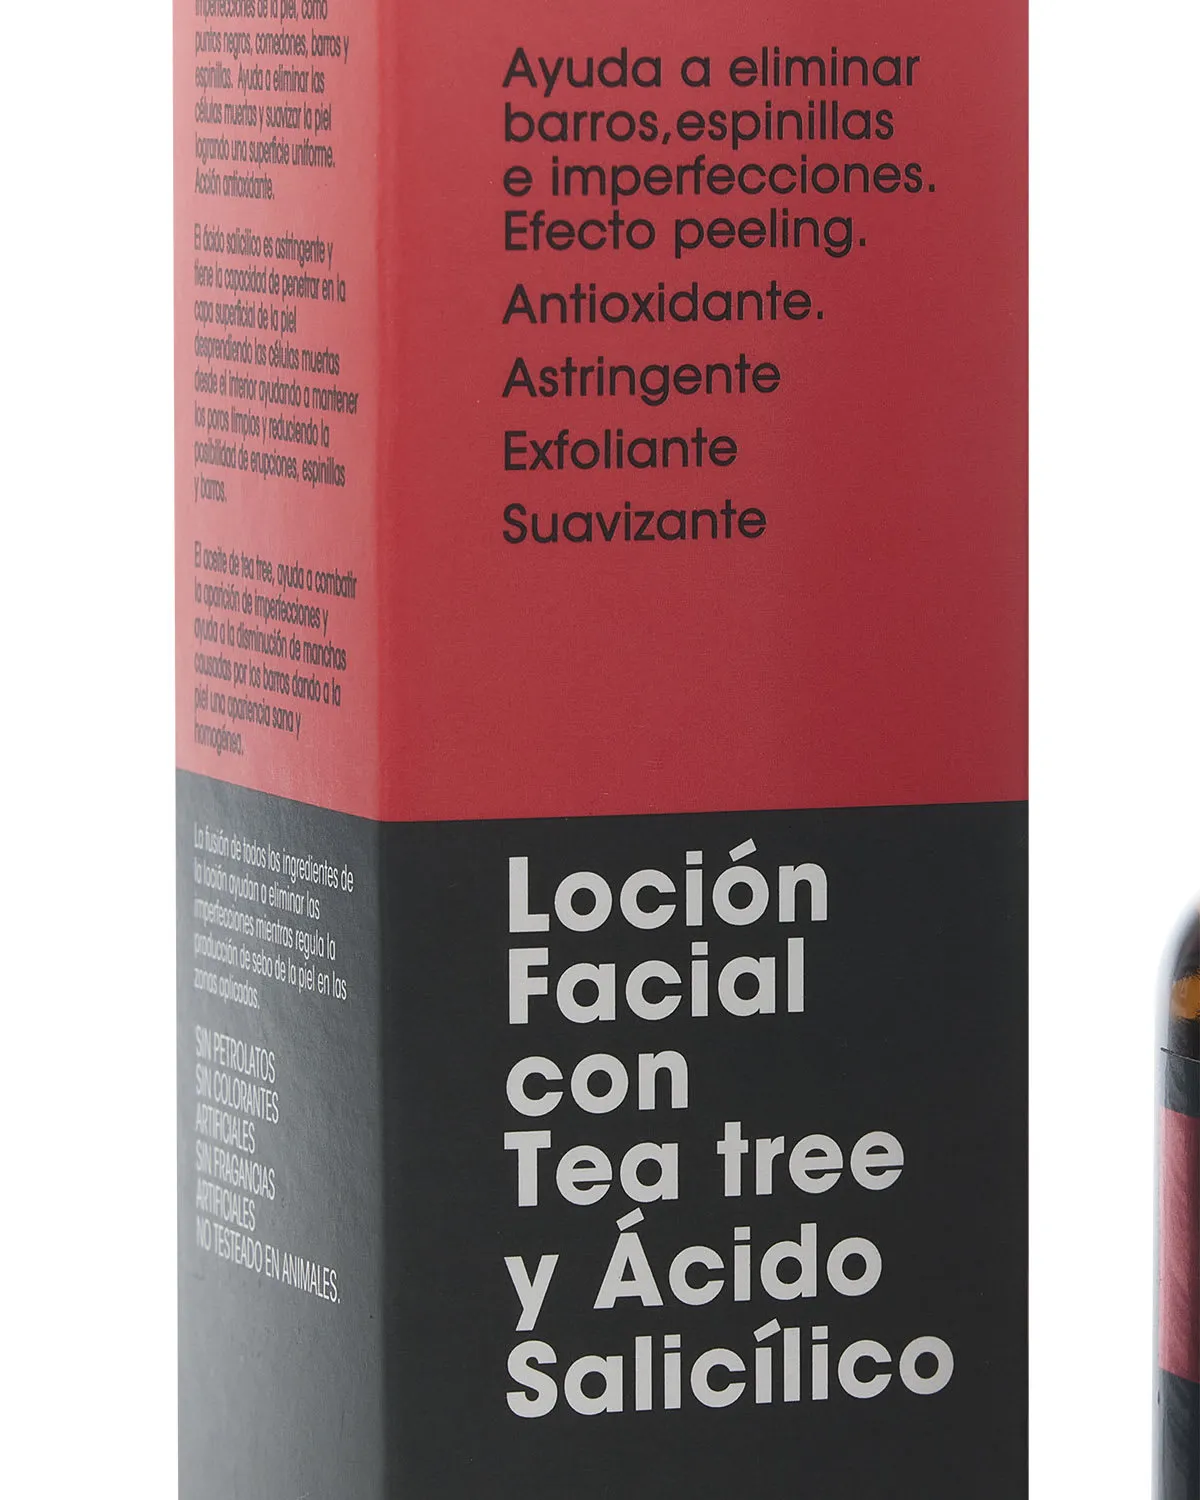 imperfecciones de la piel, como
puntos negros, comedones, barros y
espinillas. Ayuda a eliminar las
células muertas y suavizar la piel
logrando una superficie uniforme.
Acción antioxidante.
El ácido salicílico es astringente y
tiene la capacidad de penetrar en la
capa superficial de la piel
desprendiendo las células muertas
desde el interior ayudando a mantener
los poros limpios y reduciendo la
posibilidad de erupciones, espinillas
y barros.
El aceite de tea tree, ayuda a combatir
la aparición de imperfecciones y
ayuda a la disminución de manchas
causadas por los barros dando a la
piel una apariencia sana y
homogénea.
La fusión de todos los ingredientes de
la loción ayudan a eliminar las
imperfecciones mientras regula la
producción de sebo de la piel en las
zonas aplicadas.
SIN PETROLATOS
SIN COLORANTES
ARTIFICIALES
SIN FRAGANCIAS
ARTIFICIALES
NO TESTEADO EN ANIMALES.
Ayuda a eliminar
barros,espinillas
e imperfecciones.
Efecto peeling.
Antioxidante.
Astringente
Exfoliante
Suavizante
Loción
Facial
con
Tea tree
y Ácido
Salicílico